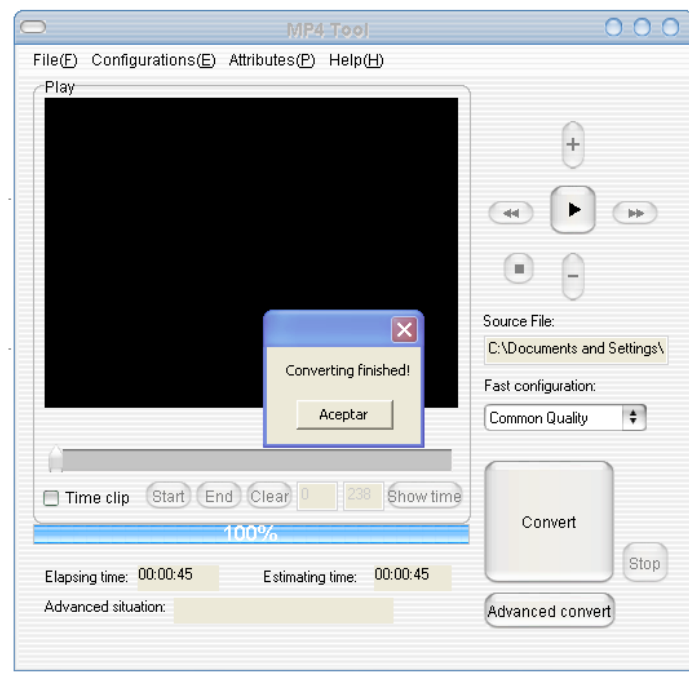 MP4 Tool
File(F) Configurations(E) Attributes(P) Help(H)
Play
Source File:
C:\Documents and Settings\
Converting finished!
Fast configuration:
Aceptar
Common Quality
Time clip Start End Clear 0 238 Show time
Convert
100%
Stop
Elapsing time: 00:00:45 Estimating time: 00:00:45
Advanced situation:
Advanced convert